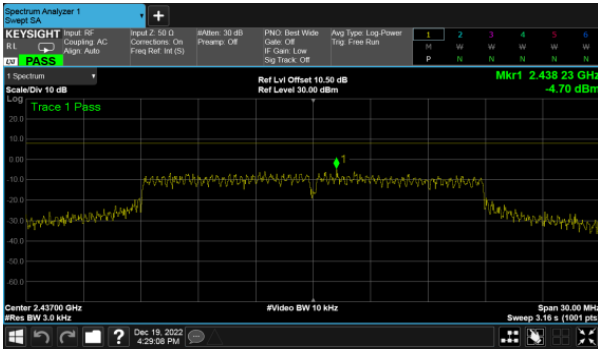 Spectrum Analyzer 1
Swept SA
+
KEYSIGHT
RL
LXI
PASS
Input: RF
Coupling: AC
Align: Auto
Input Z: 50 Ω
Corrections: On
Freq Ref: Int (S)
#Atten: 30 dB
Preamp: Off
PNO: Best Wide
Gate: Off
IF Gain: Low
Sig Track: Off
Avg Type: Log-Power
Trig: Free Run
1 2 3 4 5 6
M W W W W W
P N N N N N
1 Spectrum
Scale/Div 10 dB
Ref Lvl Offset 10.50 dB
Ref Level 30.00 dBm
Mkr1 2.438 23 GHz
-4.70 dBm
Log
Trace 1 Pass
20.0
10.0
0.00
1
-10.0
-20.0
-30.0
-40.0
-50.0
-60.0
Center 2.43700 GHz
#Video BW 10 kHz
Span 30.00 MHz
#Res BW 3.0 kHz
Sweep 3.16 s (1001 pts)
?
Dec 19, 2022
4:29:08 PM